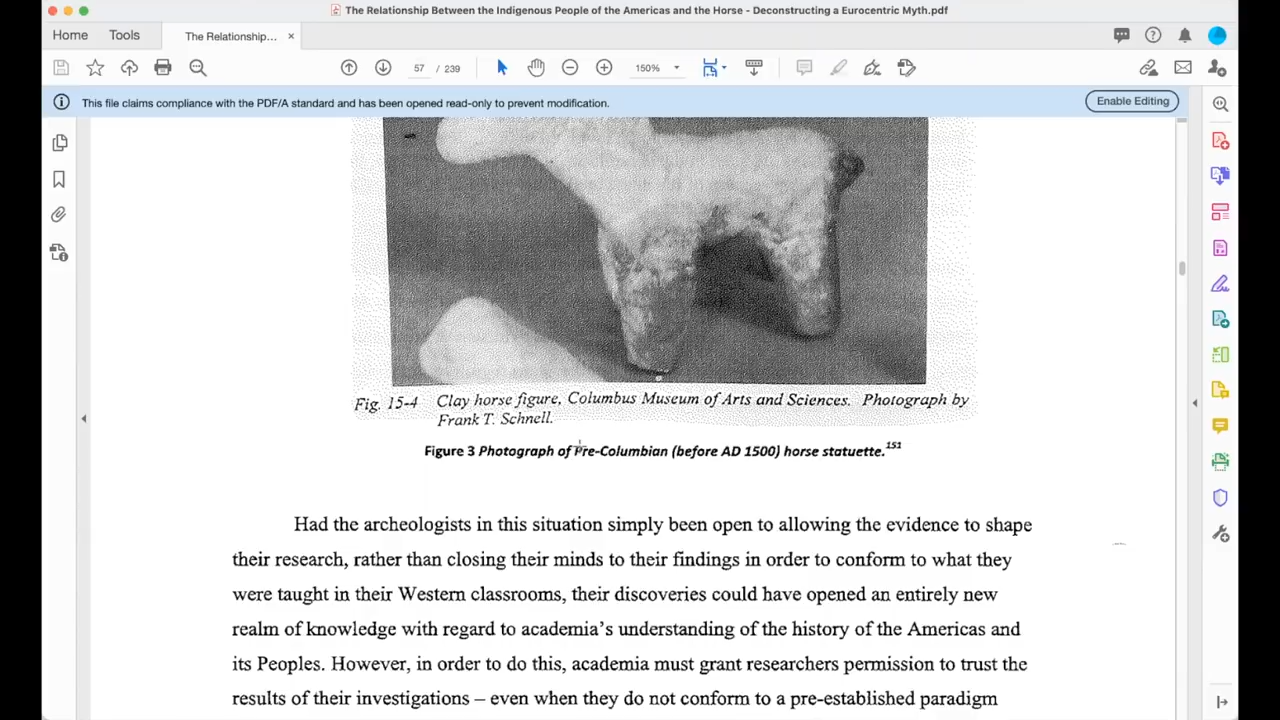 The Relationship Between the Indigenous People of the Americas and the Horse - Deconstructing a Eurocentric Myth.pdf
Home Tools The Relationship... ×
57 / 239 150%
This file claims compliance with the PDF/A standard and has been opened read-only to prevent modification. Enable Editing
Fig. 15-4 Clay horse figure, Columbus Museum of Arts and Sciences. Photograph by
Frank T. Schnell.
Figure 3 Photograph of Pre-Columbian (before AD 1500) horse statuette.151
Had the archeologists in this situation simply been open to allowing the evidence to shape
their research, rather than closing their minds to their findings in order to conform to what they
were taught in their Western classrooms, their discoveries could have opened an entirely new
realm of knowledge with regard to academia's understanding of the history of the Americas and
its Peoples. However, in order to do this, academia must grant researchers permission to trust the
results of their investigations – even when they do not conform to a pre-established paradigm